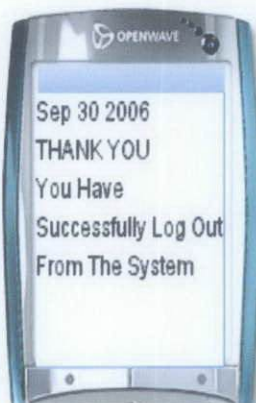 OPENWAVE
Sep 30 2006
THANK YOU
You Have
Successfully Log Out
From The System